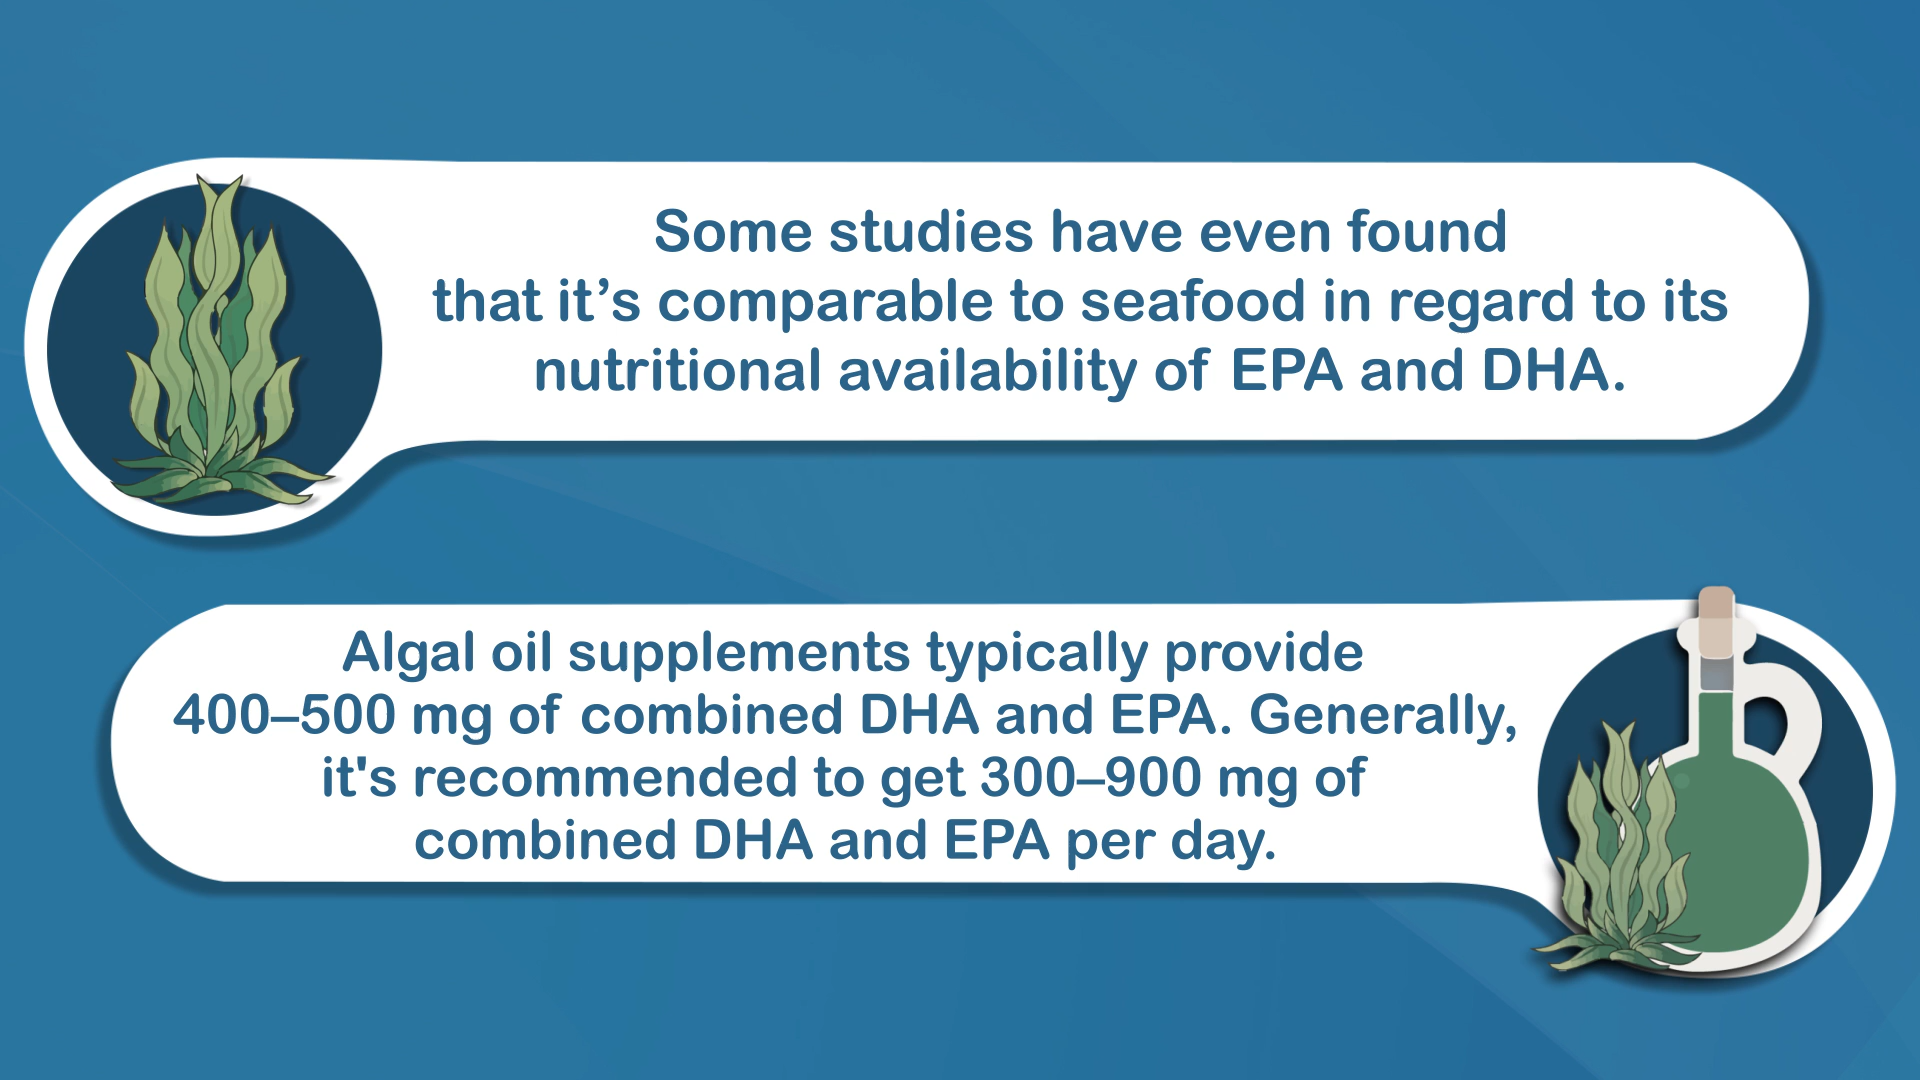 Some studies have even found
that it’s comparable to seafood in regard to its
nutritional availability of EPA and DHA.
Algal oil supplements typically provide
400–500 mg of combined DHA and EPA. Generally,
it's recommended to get 300–900 mg of
combined DHA and EPA per day.